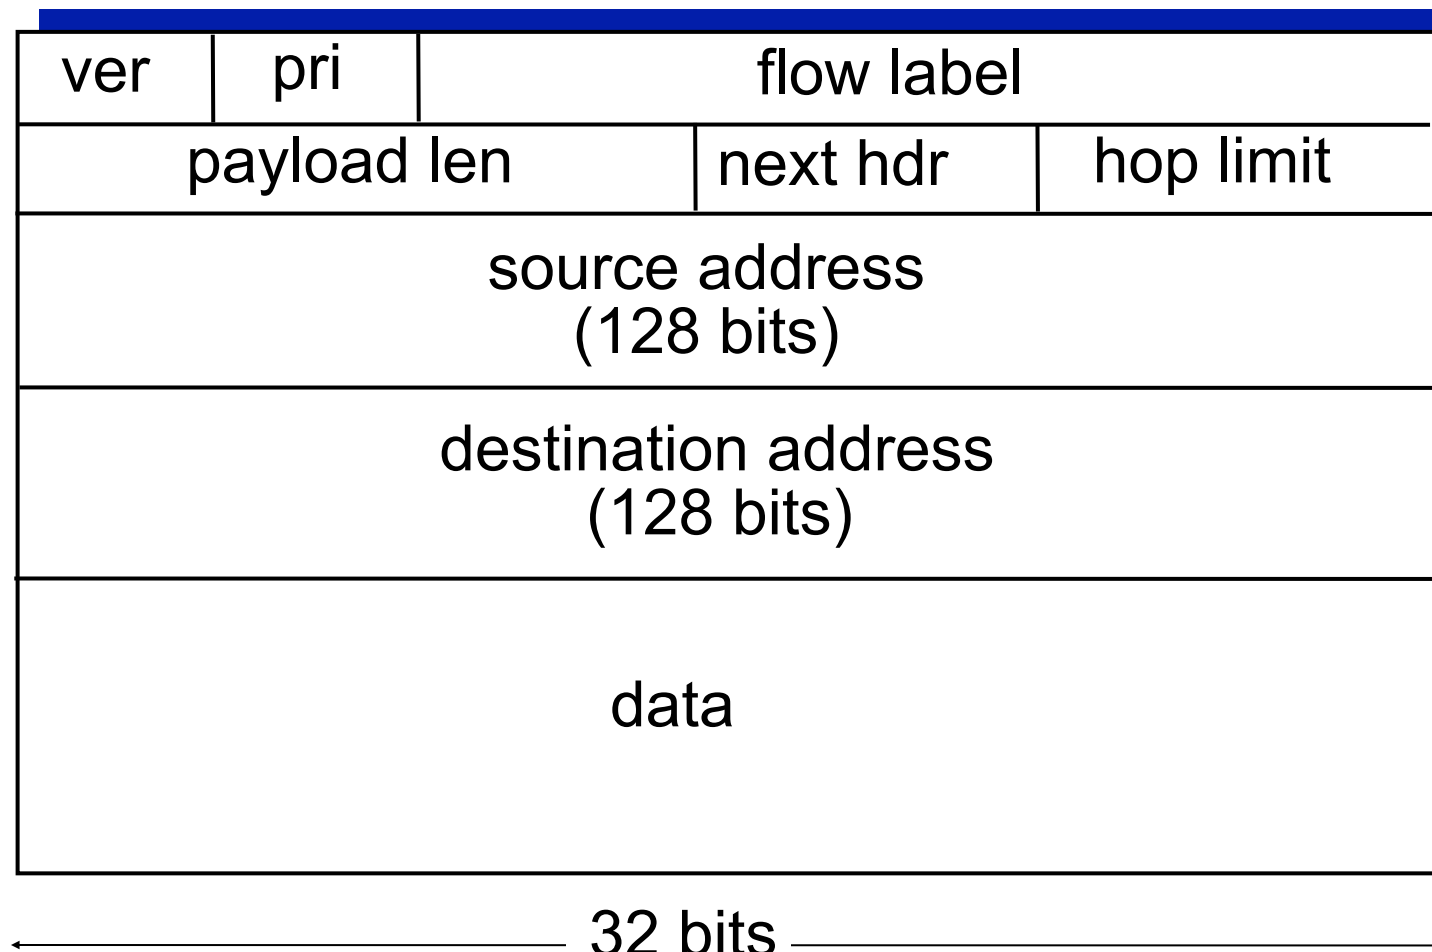 ver pri flow label
payload len next hdr hop limit
source address
(128 bits)
destination address
(128 bits)
data
32 bits